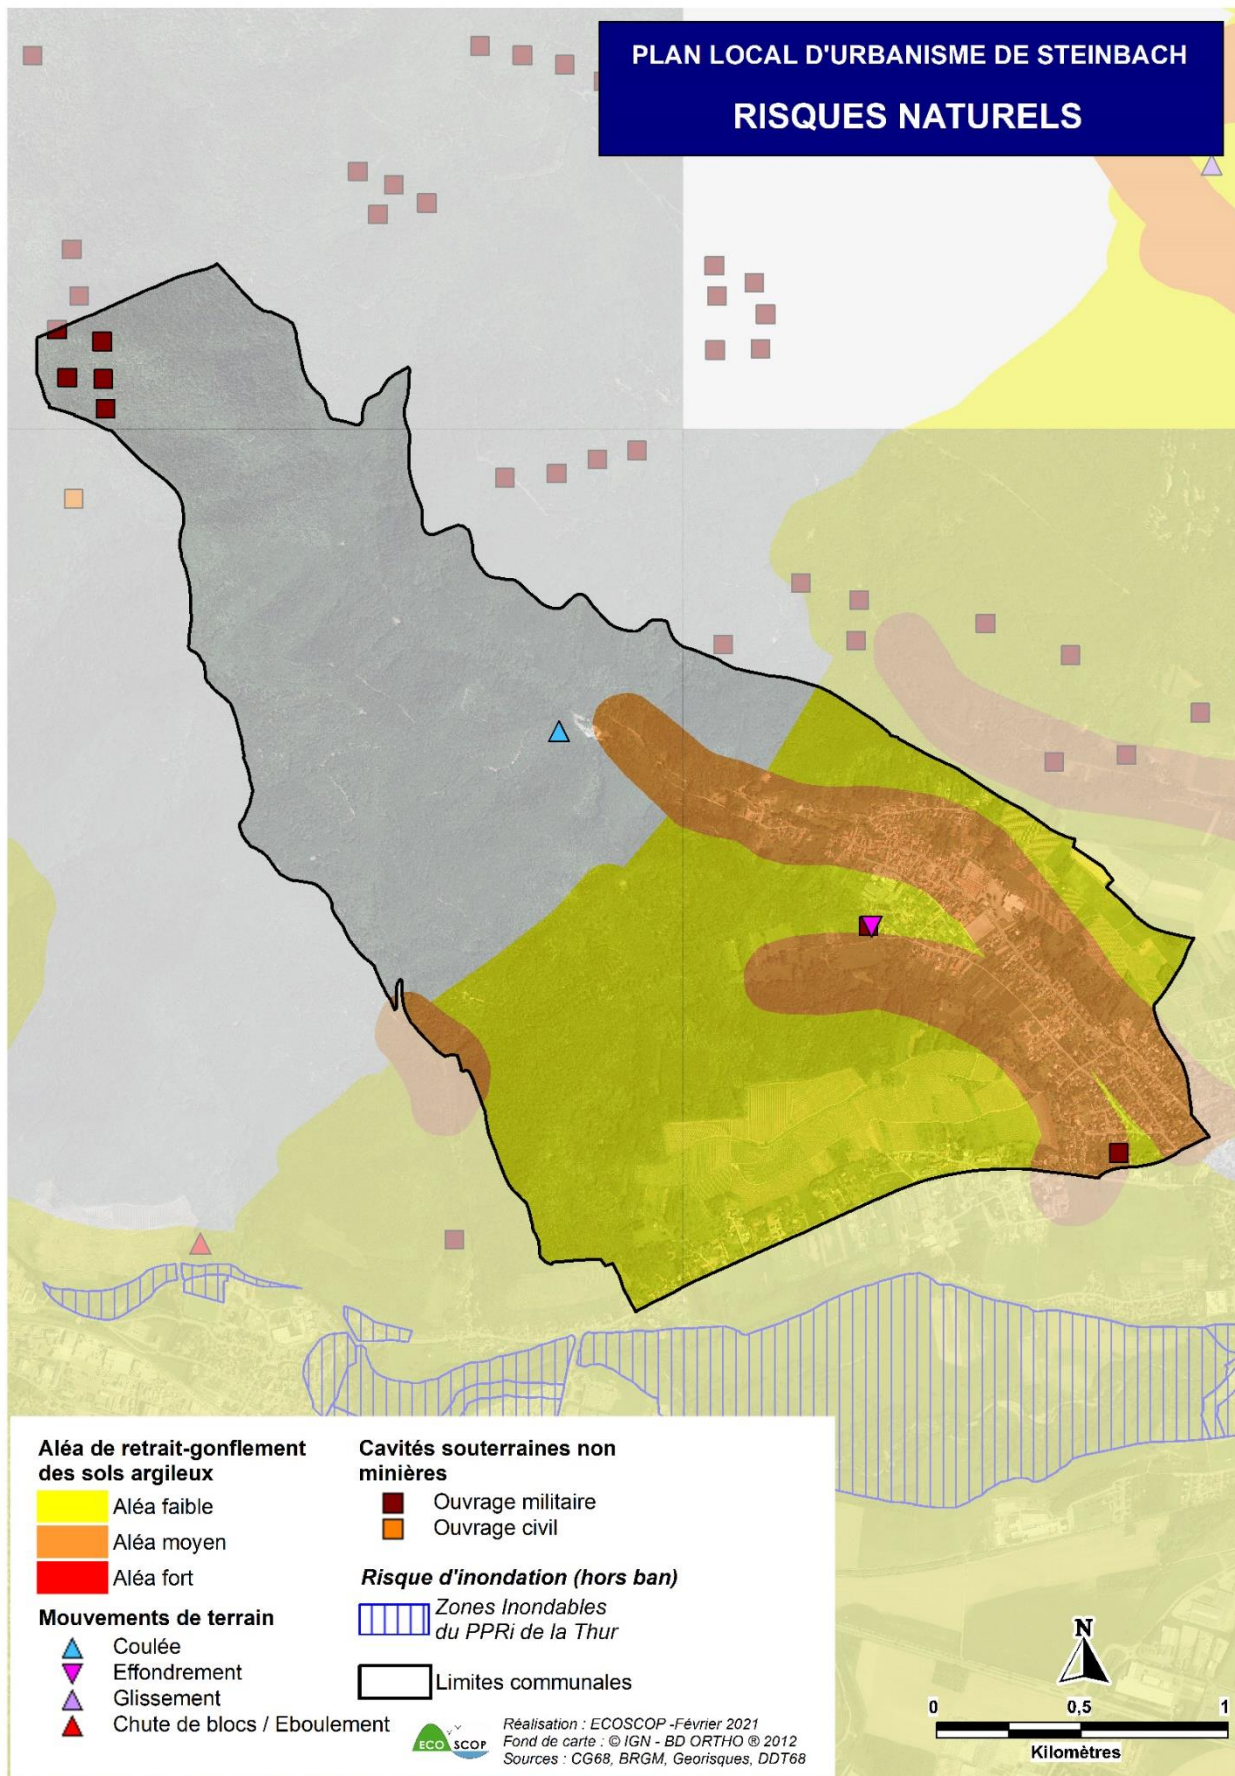 PLAN LOCAL D'URBANISME DE STEINBACH
RISQUES NATURELS
Aléa de retrait-gonflement
des sols argileux
Aléa faible
Aléa moyen
Aléa fort
Mouvements de terrain
Coulée
Effondrement
Glissement
Chute de blocs / Eboulement
Cavités souterraines non
minières
Ouvrage militaire
Ouvrage civil
Risque d'inondation (hors ban)
Zones Inondables
du PPRi de la Thur
Limites communales
ECO SCOP
Réalisation : ECOSCOP -Février 2021
Fond de carte : © IGN - BD ORTHO ® 2012
Sources : CG68, BRGM, Georisques, DDT68
N
0 0,5 1
Kilomètres